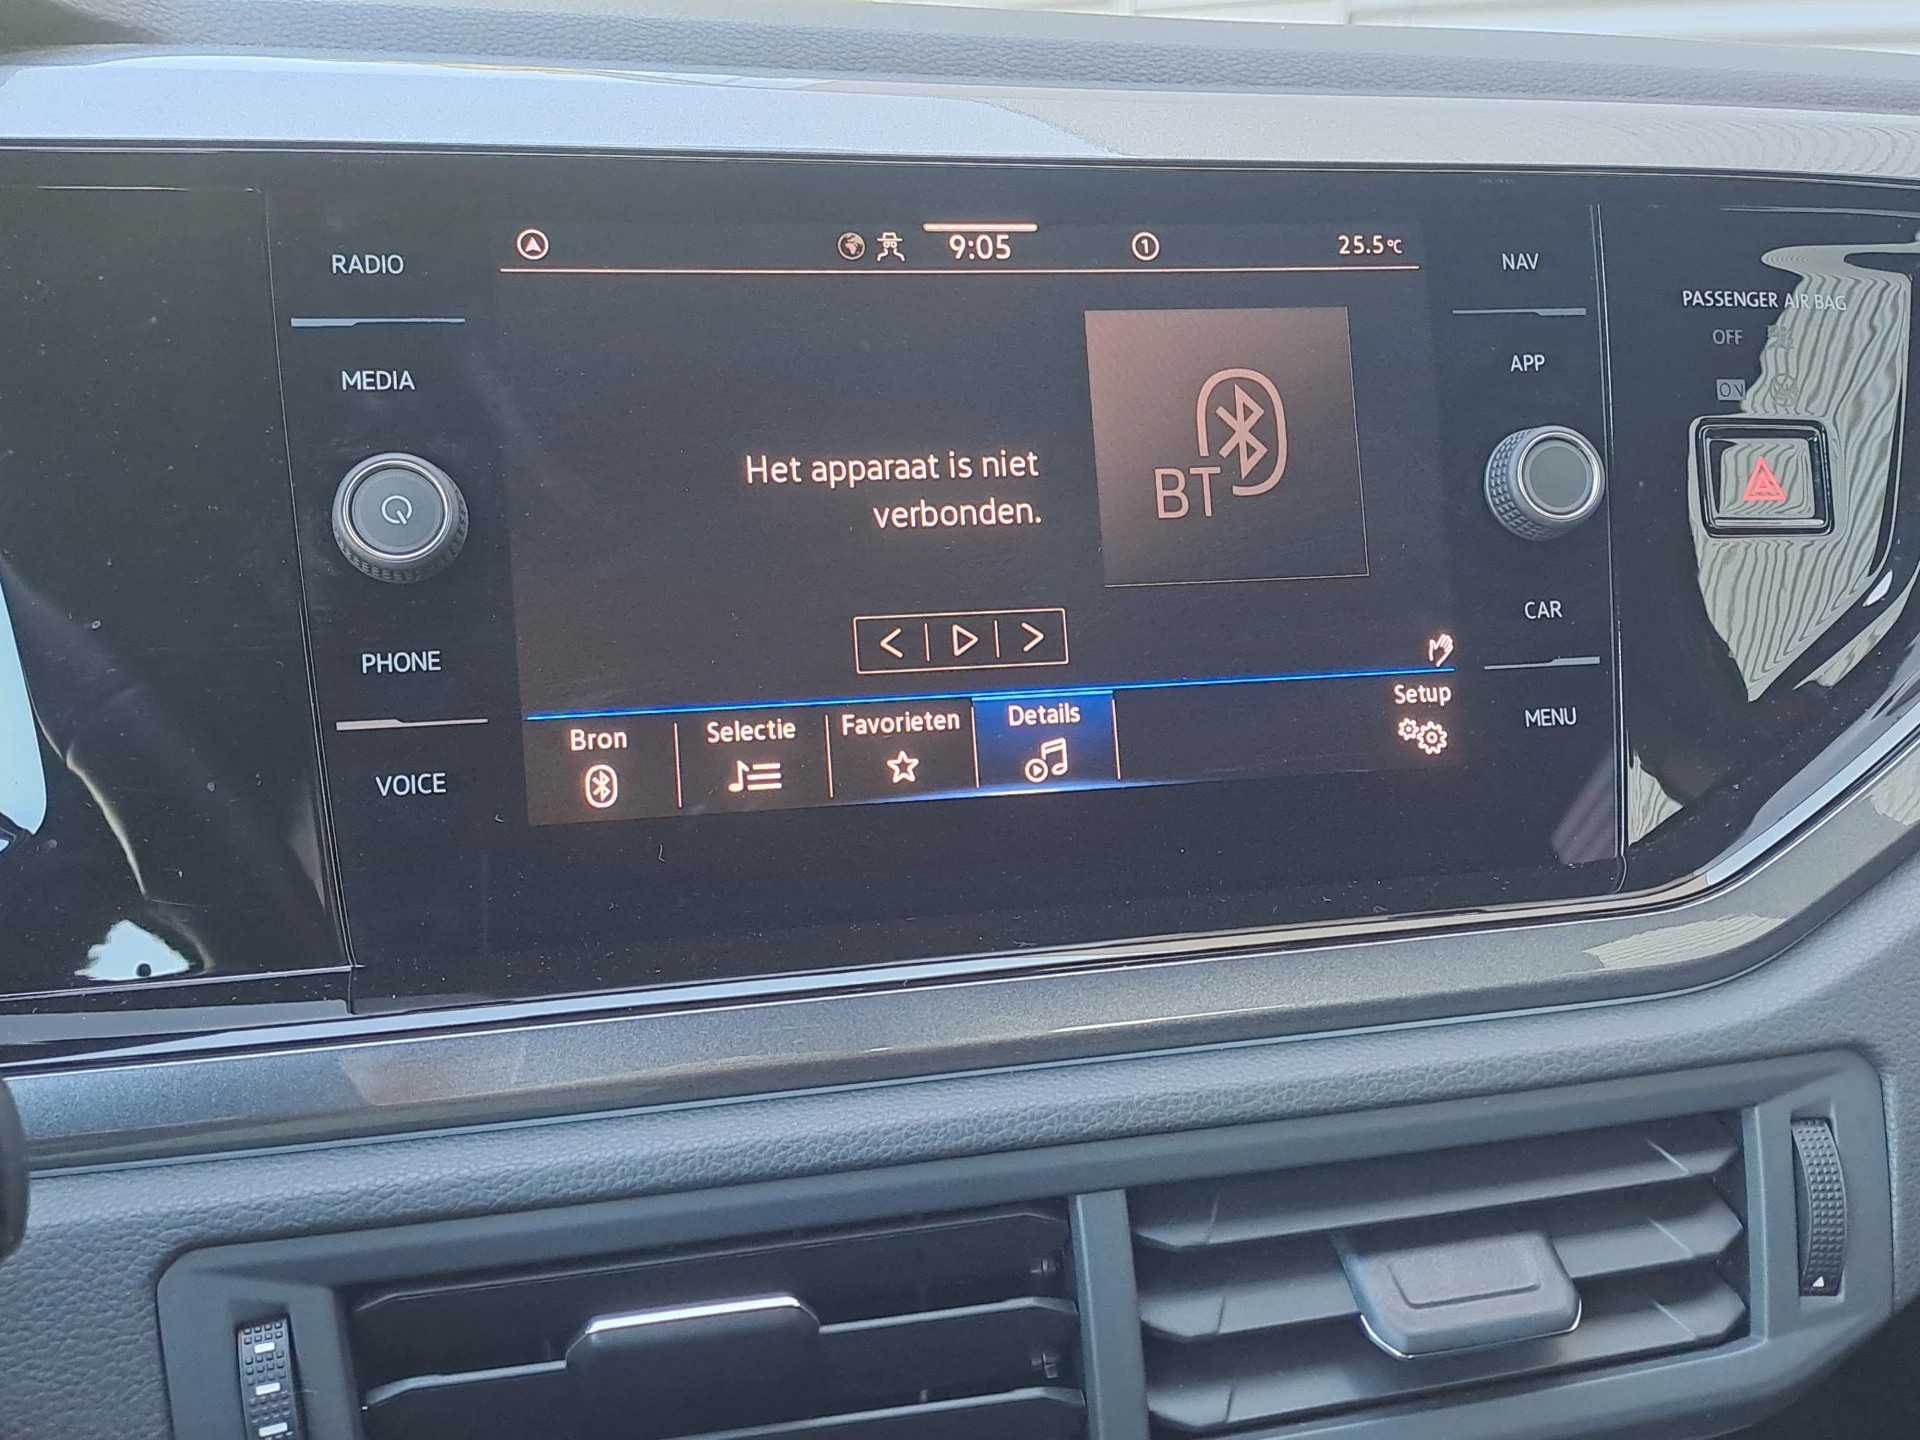 RADIO
MEDIA
PHONE
VOICE
9:05
1
25.5°C
Het apparaat is niet
verbonden.
BT
Bron
Selectie
Favorieten
Details
Setup
NAV
APP
CAR
MENU
PASSENGER AIR BAG
OFF
ON